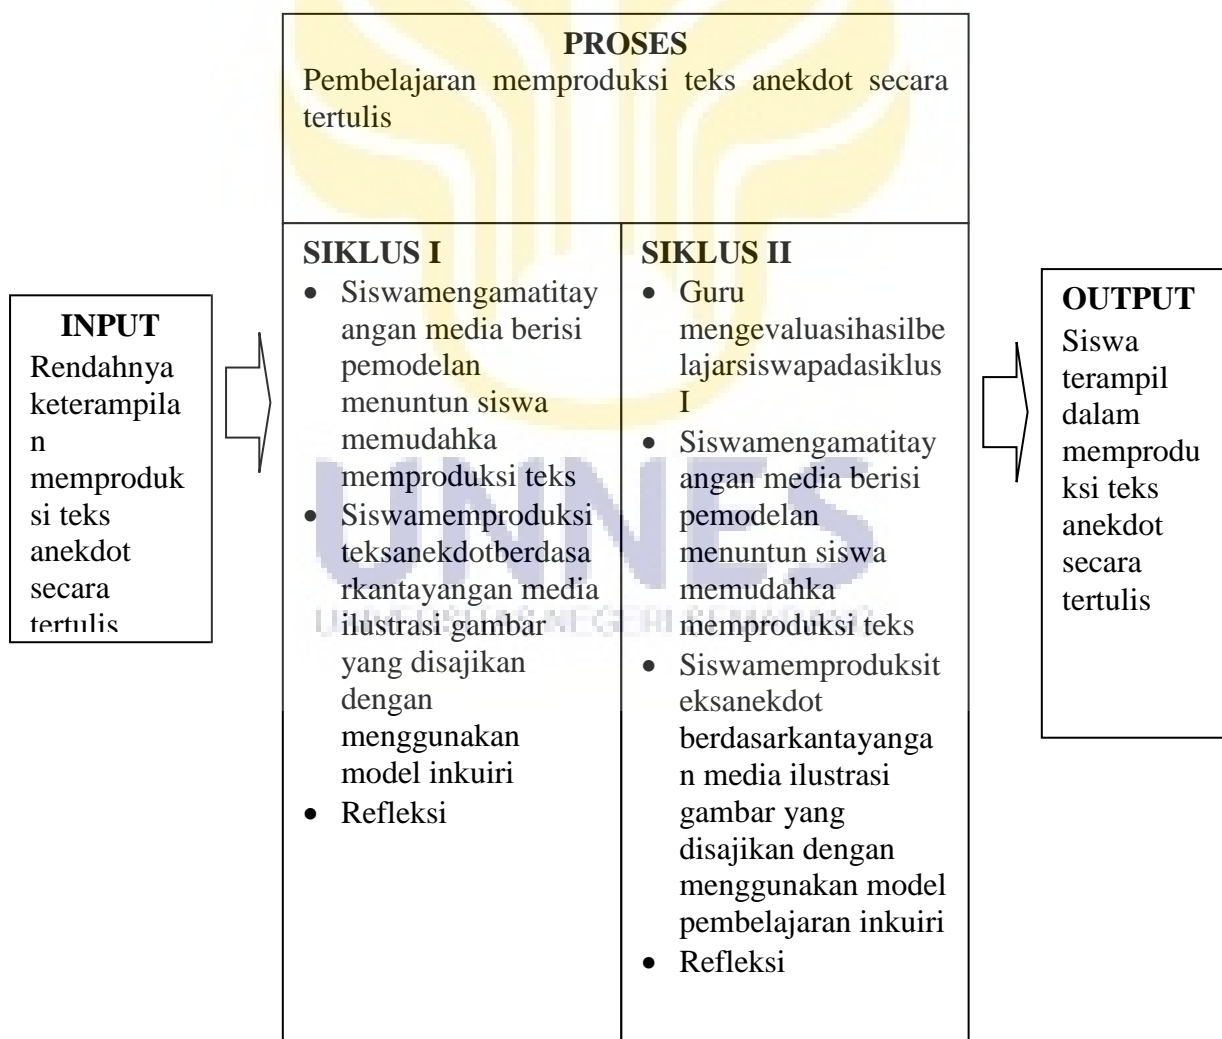 PROSES
Pembelajaran memproduksi teks anekdot secara
tertulis
INPUT
Rendahnya
keterampila
n
memproduk
si teks
anekdot
secara
tertulis
SIKLUS I
• Siswamengamatitay
angan media berisi
pemodelan
menuntun siswa
memudahka
memproduksi teks
• Siswamemproduksi
teksanekdotberdasa
rkantayangan media
ilustrasi gambar
yang disajikan
dengan
menggunakan
model inkuiri
• Refleksi
SIKLUS II
• Guru
mengevaluasihasilbe
lajarsiswapadasiklus
I
• Siswamengamatitay
angan media berisi
pemodelan
menuntun siswa
memudahka
memproduksi teks
• Siswamemproduksit
eksanekdot
berdasarkantayanga
n media ilustrasi
gambar yang
disajikan dengan
menggunakan model
pembelajaran inkuiri
• Refleksi
OUTPUT
Siswa
terampil
dalam
memprodu
ksi teks
anekdot
secara
tertulis
UNNES